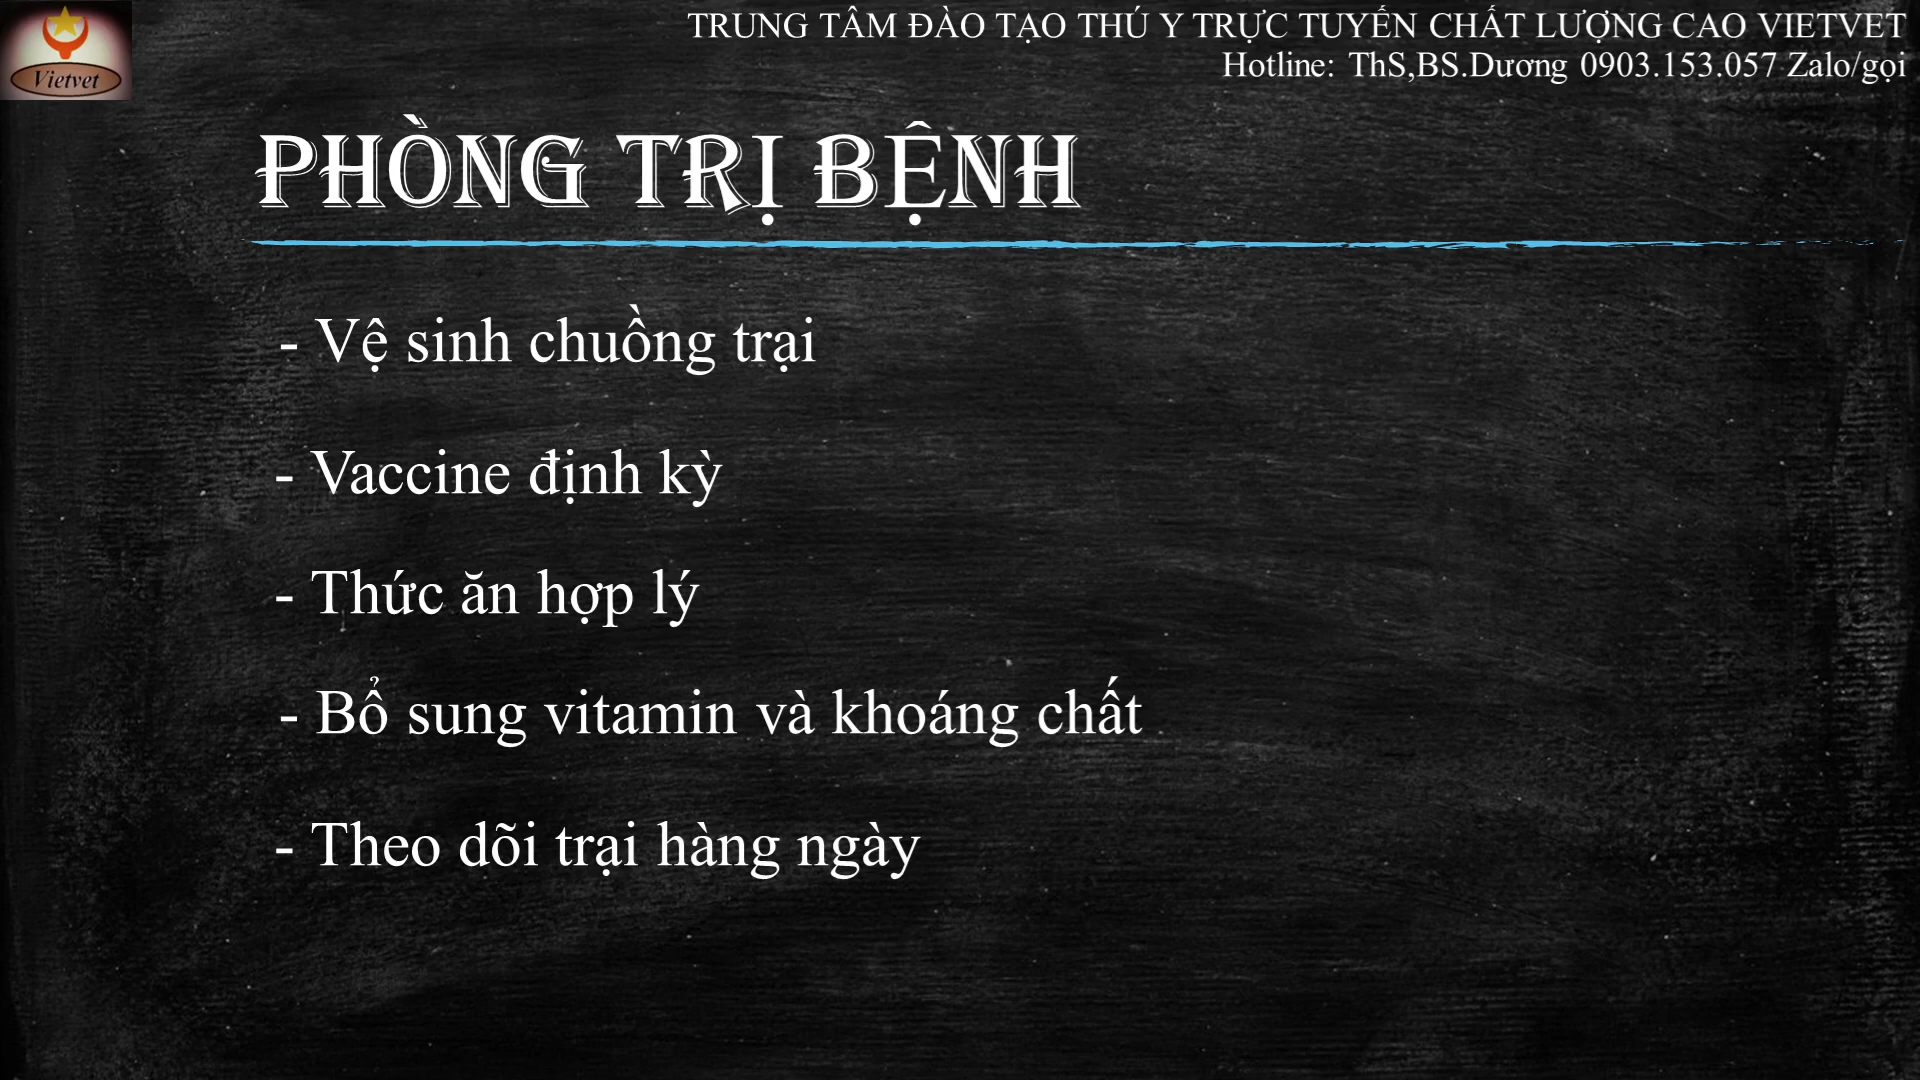 Vietvet
TRUNG TÂM ĐÀO TẠO THÚ Y TRỰC TUYẾN CHẤT LƯỢNG CAO VIETVET
Hotline: ThS,BS.Dương 0903.153.057 Zalo/gọi
PHÒNG TRỊ BỆNH
- Vệ sinh chuồng trại
- Vaccine định kỳ
- Thức ăn hợp lý
- Bổ sung vitamin và khoáng chất
- Theo dõi trại hàng ngày